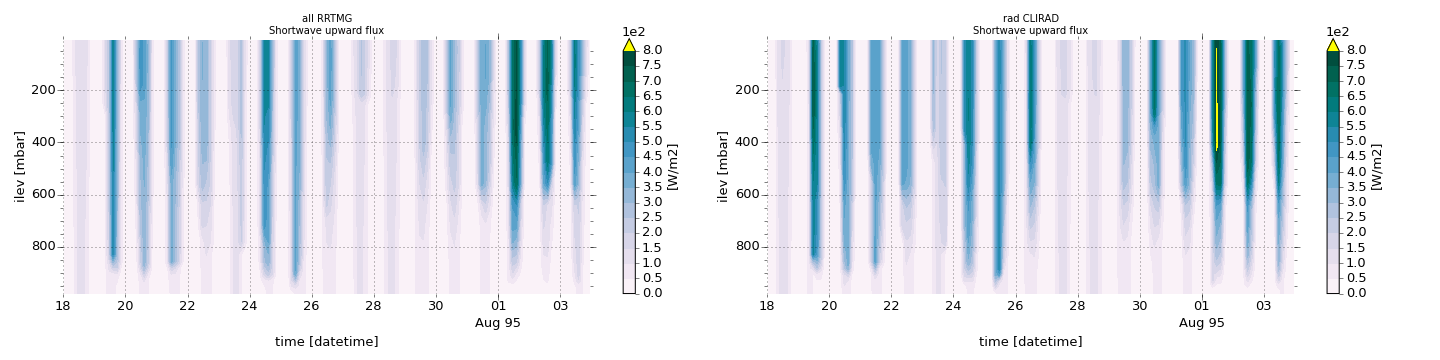 all RRTMG
Shortwave upward flux
1e2
8.0
7.5
7.0
6.5
6.0
5.5
5.0
4.5
4.0
3.5
3.0
2.5
2.0
1.5
1.0
0.5
0.0
[W/m2]
200
400
600
800
ilev [mbar]
18 20 22 24 26 28 30 01 03
Aug 95
time [datetime]
rad CLIRAD
Shortwave upward flux
1e2
8.0
7.5
7.0
6.5
6.0
5.5
5.0
4.5
4.0
3.5
3.0
2.5
2.0
1.5
1.0
0.5
0.0
[W/m2]
200
400
600
800
ilev [mbar]
18 20 22 24 26 28 30 01 03
Aug 95
time [datetime]